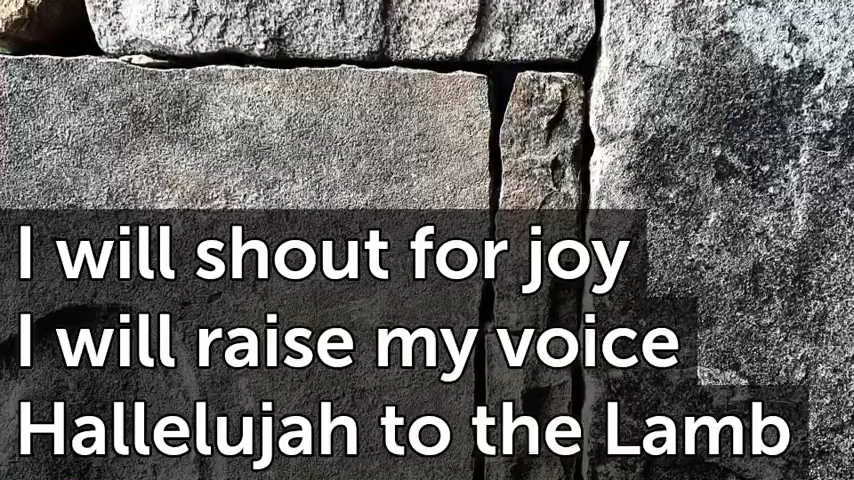 I will shout for joy
I will raise my voice
Hallelujah to the Lamb